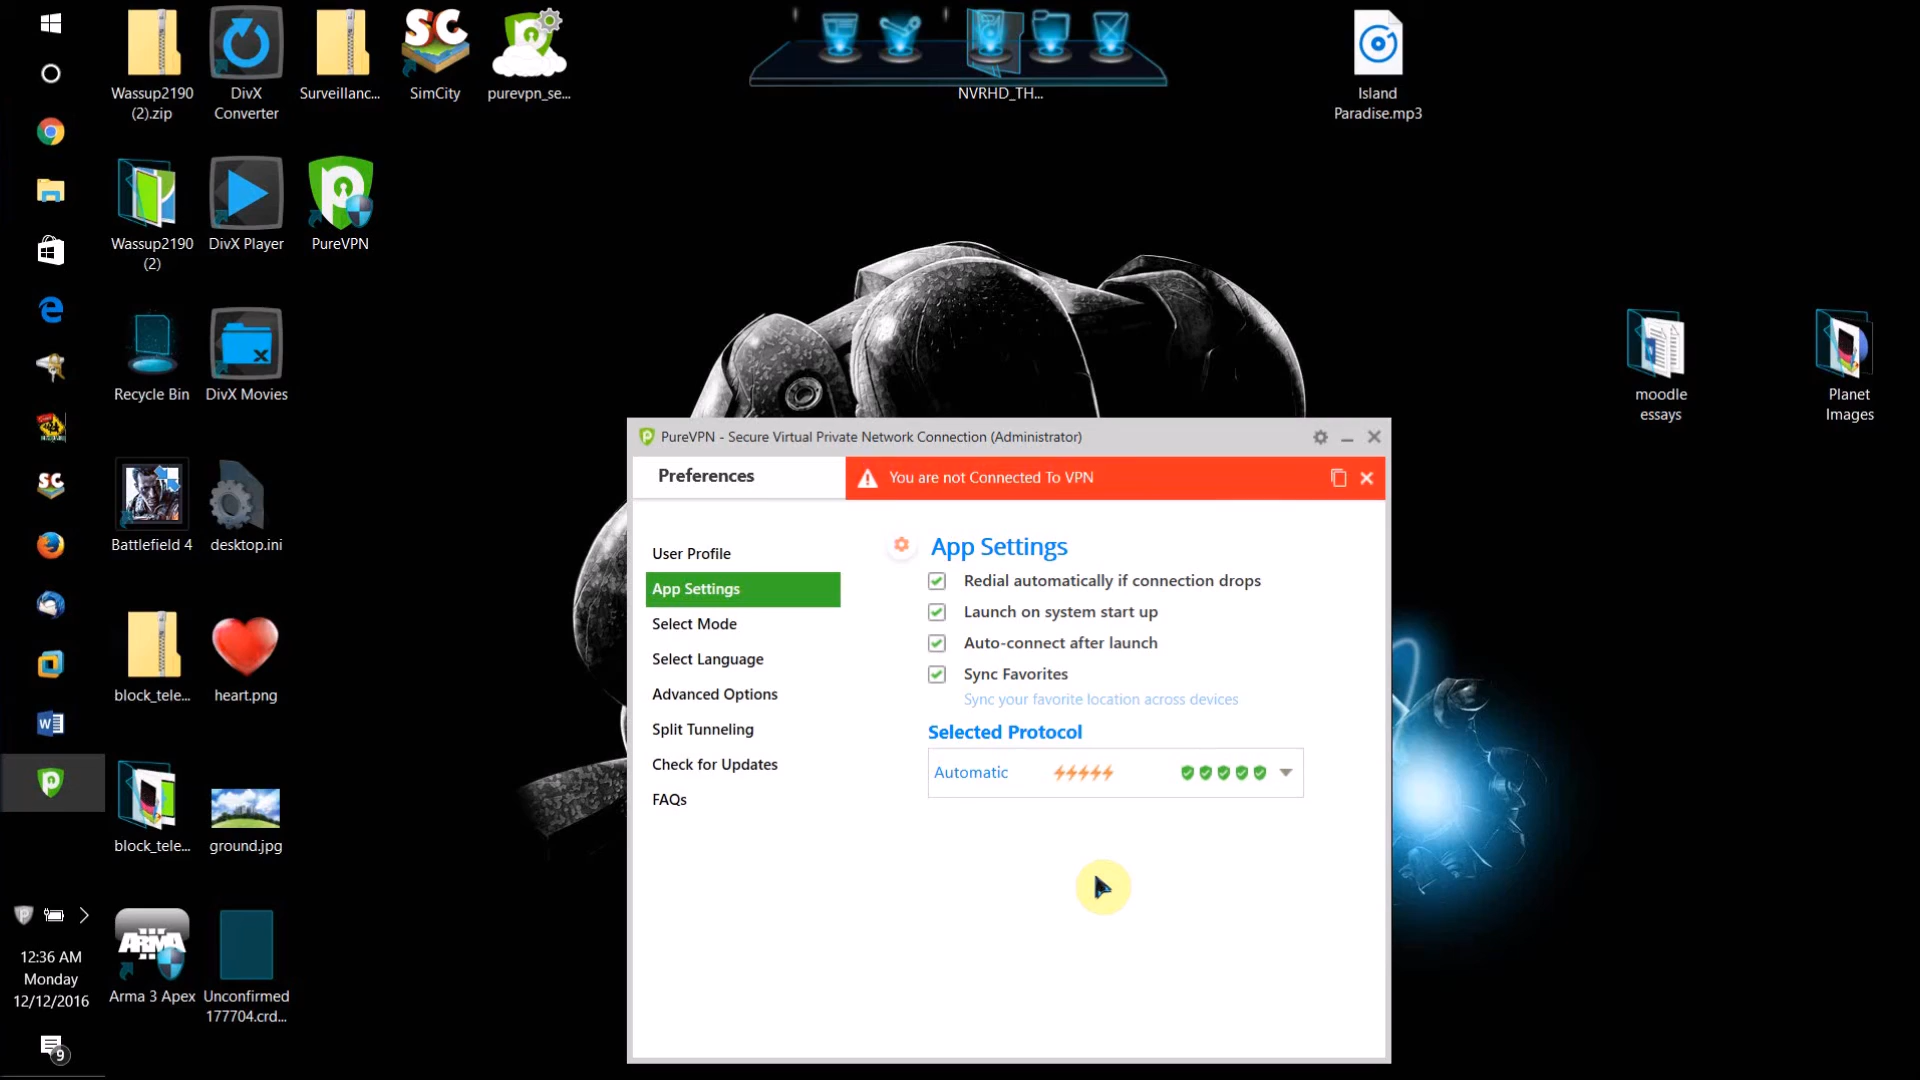 Wassup2190
(2).zip
DivX
Converter
Surveillanc...
SimCity
purevpn_se...
NVRHD_TH...
Island
Paradise.mp3
Wassup2190
(2)
DivX Player
PureVPN
Recycle Bin
DivX Movies
moodle
essays
Planet
Images
Battlefield 4
desktop.ini
block_tele...
heart.png
block_tele...
ground.jpg
Arma 3 Apex
Unconfirmed
177704.crd...
12:36 AM
Monday
12/12/2016
9
PureVPN - Secure Virtual Private Network Connection (Administrator)
Preferences
You are not Connected To VPN
User Profile
App Settings
Select Mode
Select Language
Advanced Options
Split Tunneling
Check for Updates
FAQs
App Settings
Redial automatically if connection drops
Launch on system start up
Auto-connect after launch
Sync Favorites
Sync your favorite location across devices
Selected Protocol
Automatic
SC
SC
ARMA